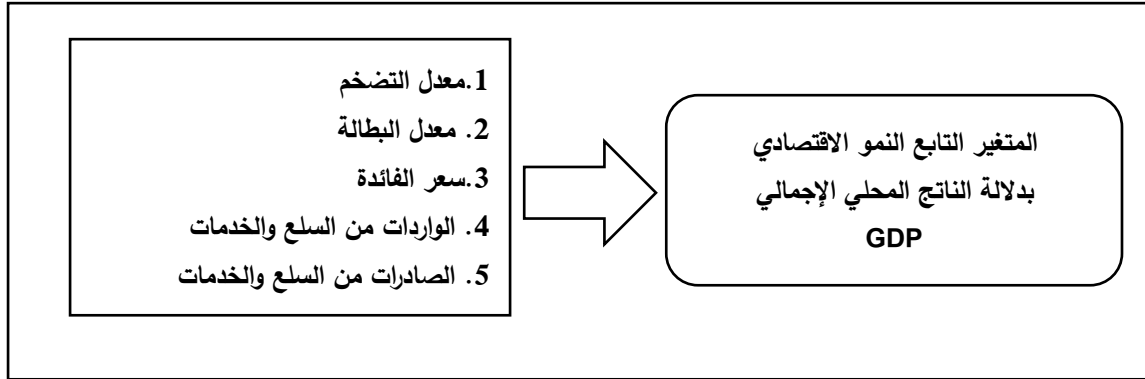 1.معدل التضخم
2. معدل البطالة
3.سعر الفائدة
4. الواردات من السلع والخدمات
5. الصادرات من السلع والخدمات
المتغير التابع النمو الاقتصادي
بدلالة الناتج المحلي الإجمالي
GDP